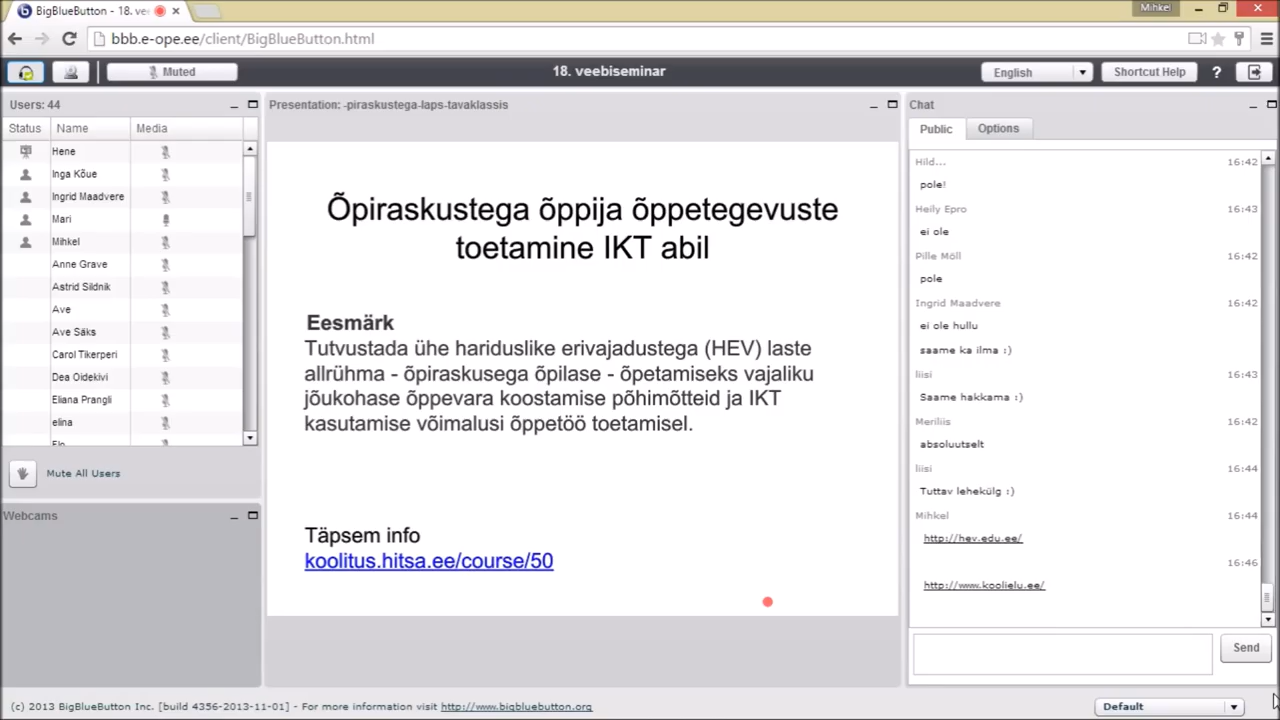 BigBlueButton - 18. vee
Mihkel
bbb.e-ope.ee/client/BigBlueButton.html
Muted
18. veebiseminar
English
Shortcut Help
?
Users: 44
Status Name Media
Hene
Inga Kõue
Ingrid Maadvere
Mari
Mihkel
Anne Grave
Astrid Sildnik
Ave
Ave Säks
Carol Tikerperi
Dea Oidekivi
Eliana Prangli
elina
Elo
Mute All Users
Webcams
Presentation: -piraskustega-laps-tavaklassis
Õpiraskustega õppija õppetegevuste
toetamine IKT abil
Eesmärk
Tutvustada ühe hariduslike erivajadustega (HEV) laste
allrühma - õpiraskusega õpilase - õpetamiseks vajaliku
jõukohase õppevara koostamise põhimõtteid ja IKT
kasutamise võimalusi õppetöö toetamisel.
Täpsem info
koolitus.hitsa.ee/course/50
Chat
Public Options
Hild... 16:42
pole!
Heily Epro 16:43
ei ole
Pille Möll 16:42
pole
Ingrid Maadvere 16:42
ei ole hullu
saame ka ilma :)
liisi 16:43
Saame hakkama :)
Meriliis 16:42
absoluutselt
liisi 16:44
Tuttav lehekülg :)
Mihkel 16:44
http://hev.edu.ee/
16:46
http://www.koolielu.ee/
Send
(c) 2013 BigBlueButton Inc. [build 4356-2013-11-01] - For more information visit http://www.bigbluebutton.org
Default